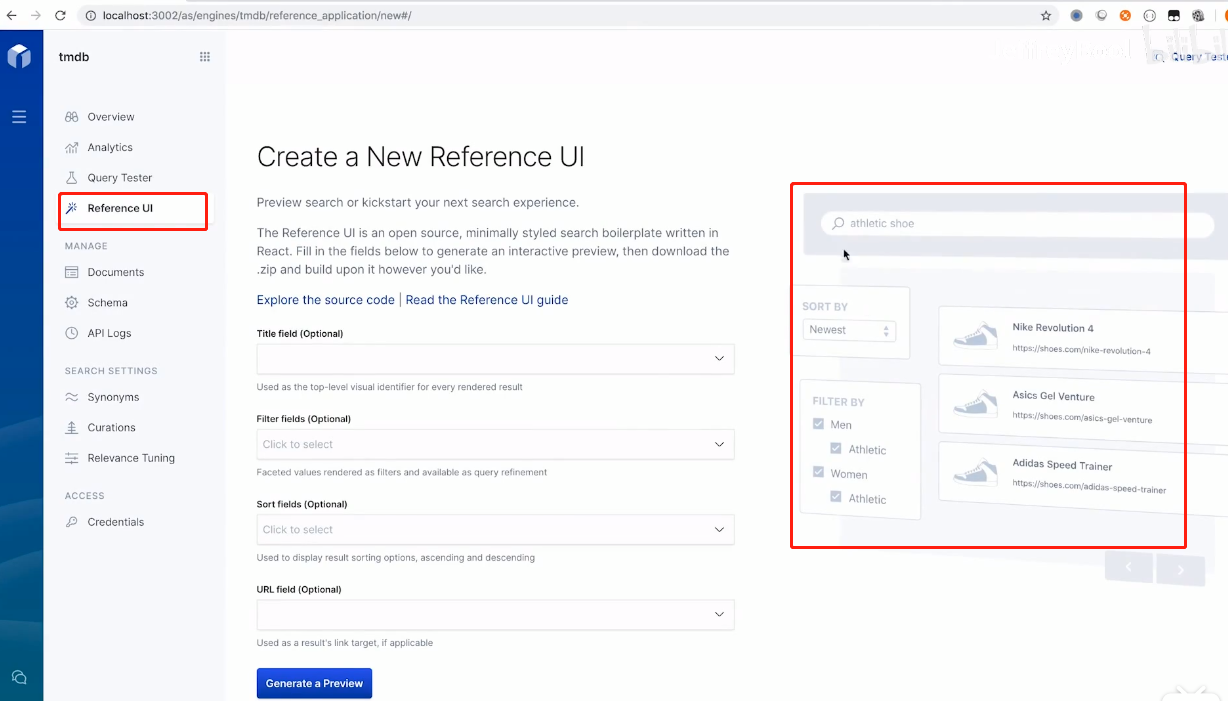 localhost:3002/as/engines/tmdb/reference_application/new#/
tmdb
Query Teste
Overview
Analytics
Query Tester
Reference UI
MANAGE
Documents
Schema
API Logs
SEARCH SETTINGS
Synonyms
Curations
Relevance Tuning
ACCESS
Credentials
Create a New Reference UI
Preview search or kickstart your next search experience.
The Reference UI is an open source, minimally styled search boilerplate written in
React. Fill in the fields below to generate an interactive preview, then download the
.zip and build upon it however you'd like.
Explore the source code | Read the Reference UI guide
Title field (Optional)
Used as the top-level visual identifier for every rendered result
Filter fields (Optional)
Click to select
Faceted values rendered as filters and available as query refinement
Sort fields (Optional)
Click to select
Used to display result sorting options, ascending and descending
URL field (Optional)
Used as a result's link target, if applicable
Generate a Preview
athletic shoe
SORT BY
Newest
FILTER BY
Men
Athletic
Women
Athletic
Nike Revolution 4
https://shoes.com/nike-revolution-4
Asics Gel Venture
https://shoes.com/asics-gel-venture
Adidas Speed Trainer
https://shoes.com/adidas-speed-trainer